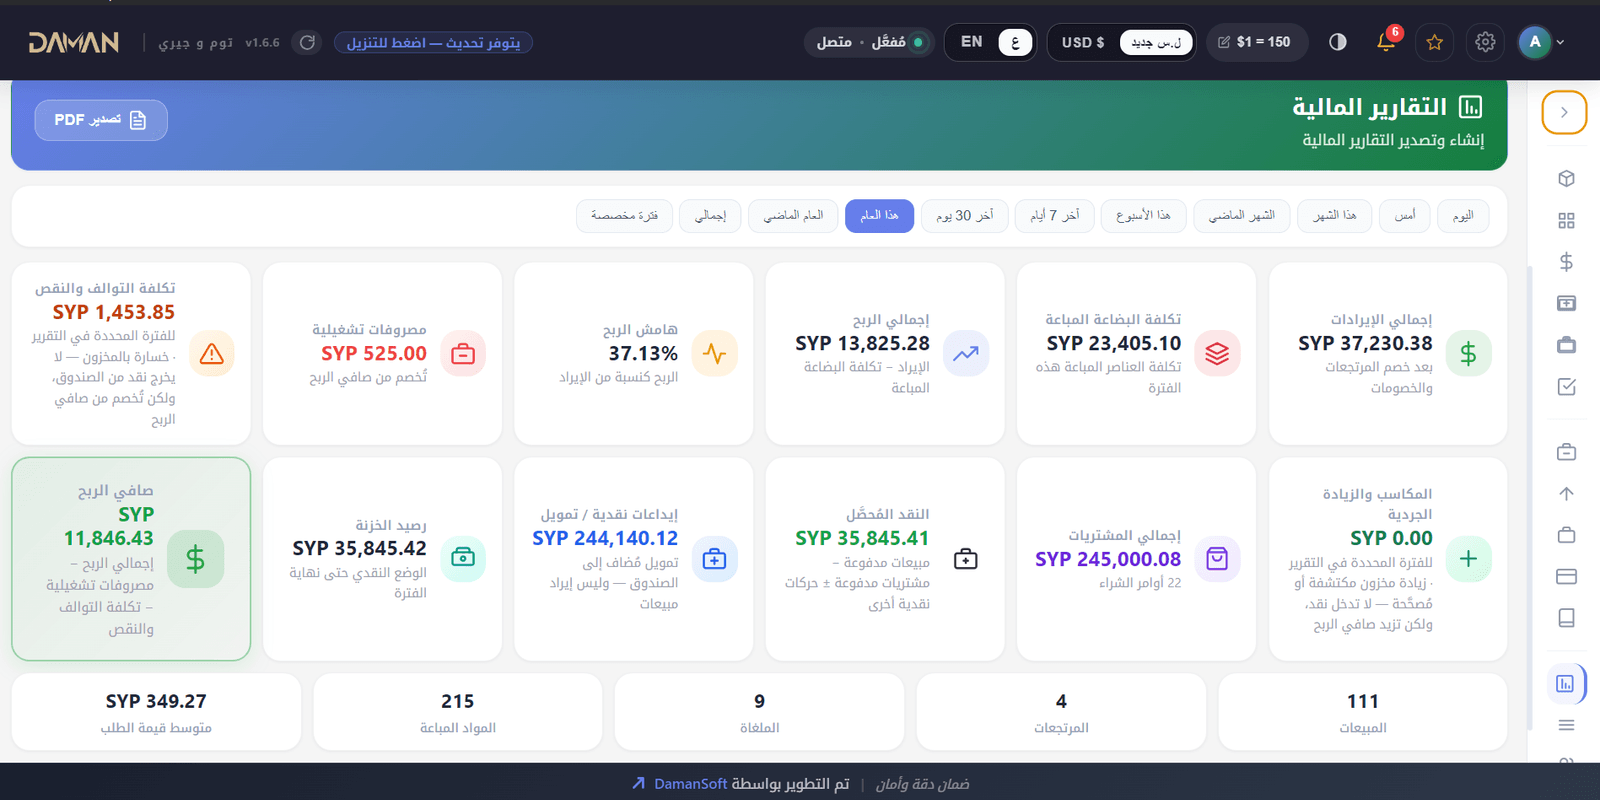 DAMAN
توم و جيري
v1.6.6
يتوفر تحديث — اضغط للتنزيل
مُفعَّل • متصل
EN
ع
USD $
ل.س جديد
$1 = 150
6
A
التقارير المالية
إنشاء وتصدير التقارير المالية
تصدير PDF
اليوم
أمس
هذا الشهر
الشهر الماضي
هذا الأسبوع
آخر 7 أيام
آخر 30 يوم
هذا العام
العام الماضي
إجمالي
فترة مخصصة
إجمالي الإيرادات
SYP 37,230.38
بعد خصم المرتجعات
والخصومات
تكلفة البضاعة المباعة
SYP 23,405.10
تكلفة العناصر المباعة هذه
الفترة
إجمالي الربح
SYP 13,825.28
الإيراد − تكلفة البضاعة
المباعة
هامش الربح
37.13%
الربح كنسبة من الإيراد
مصروفات تشغيلية
SYP 525.00
تُخصم من صافي الربح
تكلفة التوالف والنقص
SYP 1,453.85
للفترة المحددة في التقرير
· خسارة بالمخزون — لا
يخرج نقد من الصندوق،
ولكن تُخصم من صافي
الربح
المكاسب والزيادة
الجردية
SYP 0.00
للفترة المحددة في التقرير
· زيادة مخزون مكتشفة أو
مُصحَّحة — لا تدخل نقد،
ولكن تزيد صافي الربح
إجمالي المشتريات
SYP 245,000.08
22 أوامر الشراء
النقد المُحصَّل
SYP 35,845.41
مبيعات مدفوعة −
مشتريات مدفوعة ± حركات
نقدية أخرى
إيداعات نقدية / تمويل
SYP 244,140.12
تمويل مُضاف إلى
الصندوق — وليس إيراد
مبيعات
رصيد الخزنة
SYP 35,845.42
الوضع النقدي حتى نهاية
الفترة
صافي الربح
SYP
11,846.43
إجمالي الربح −
مصروفات تشغيلية
− تكلفة التوالف
والنقص
111
المبيعات
4
المرتجعات
9
الملغاة
215
المواد المباعة
SYP 349.27
متوسط قيمة الطلب
ضمان دقة وأمان | تم التطوير بواسطة DamanSoft